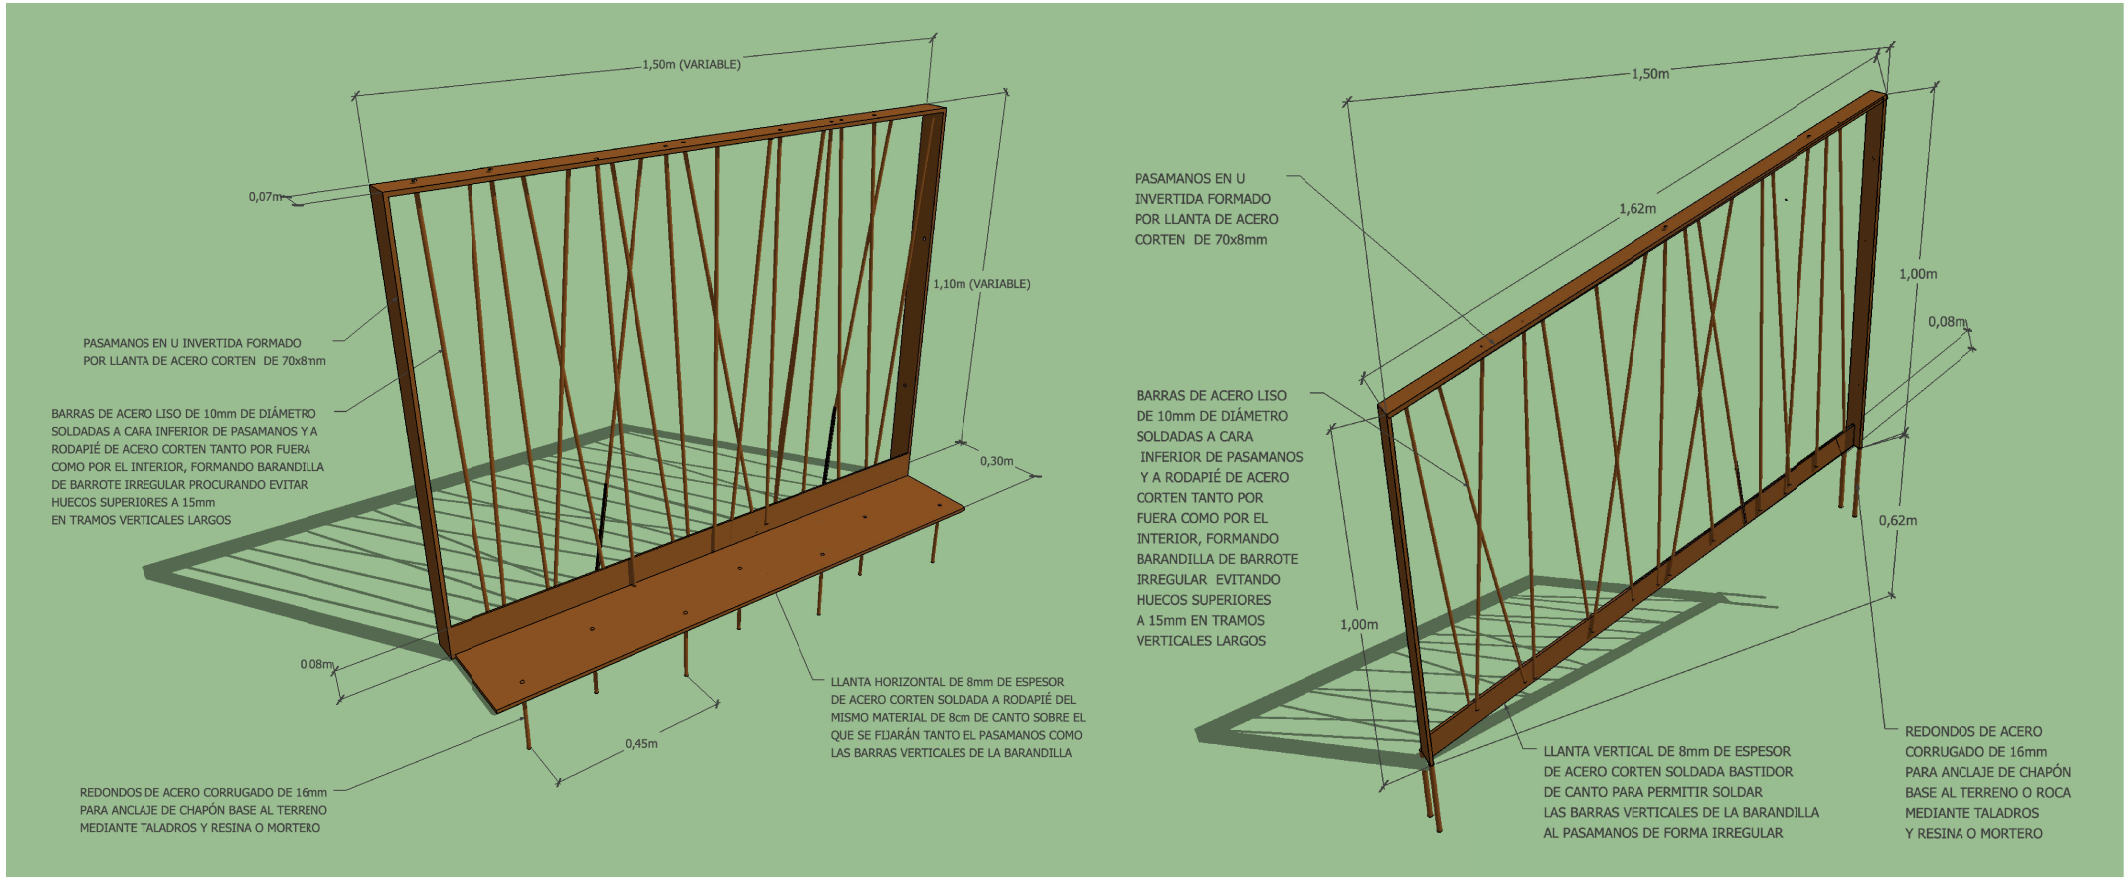 1,50m (VARIABLE)
0,07m
1,10m (VARIABLE)
PASAMANOS EN U INVERTIDA FORMADO
POR LLANTA DE ACERO CORTEN DE 70x8mm
BARRAS DE ACERO LISO DE 10mm DE DIÁMETRO
SOLDADAS A CARA INFERIOR DE PASAMANOS Y A
RODAPIÉ DE ACERO CORTEN TANTO POR FUERA
COMO POR EL INTERIOR, FORMANDO BARANDILLA
DE BARROTE IRREGULAR PROCURANDO EVITAR
HUECOS SUPERIORES A 15mm
EN TRAMOS VERTICALES LARGOS
0,30m
008m
0,45m
LLANTA HORIZONTAL DE 8mm DE ESPESOR
DE ACERO CORTEN SOLDADA A RODAPIÉ DEL
MISMO MATERIAL DE 8cm DE CANTO SOBRE EL
QUE SE FIJARÁN TANTO EL PASAMANOS COMO
LAS BARRAS VERTICALES DE LA BARANDILLA
REDONDOS DE ACERO CORRUGADO DE 16mm
PARA ANCLAJE DE CHAPÓN BASE AL TERRENO
MEDIANTE TALADROS Y RESINA O MORTERO
1,50m
PASAMANOS EN U
INVERTIDA FORMADO
POR LLANTA DE ACERO
CORTEN DE 70x8mm
1,62m
1,00m
0,08m
BARRAS DE ACERO LISO
DE 10mm DE DIÁMETRO
SOLDADAS A CARA
INFERIOR DE PASAMANOS
Y A RODAPIÉ DE ACERO
CORTEN TANTO POR
FUERA COMO POR EL
INTERIOR, FORMANDO
BARANDILLA DE BARROTE
IRREGULAR EVITANDO
HUECOS SUPERIORES
A 15mm EN TRAMOS
VERTICALES LARGOS
0,62m
1,00m
LLANTA VERTICAL DE 8mm DE ESPESOR
DE ACERO CORTEN SOLDADA BASTIDOR
DE CANTO PARA PERMITIR SOLDAR
LAS BARRAS VERTICALES DE LA BARANDILLA
AL PASAMANOS DE FORMA IRREGULAR
REDONDOS DE ACERO
CORRUGADO DE 16mm
PARA ANCLAJE DE CHAPÓN
BASE AL TERRENO O ROCA
MEDIANTE TALADROS
Y RESINA O MORTERO